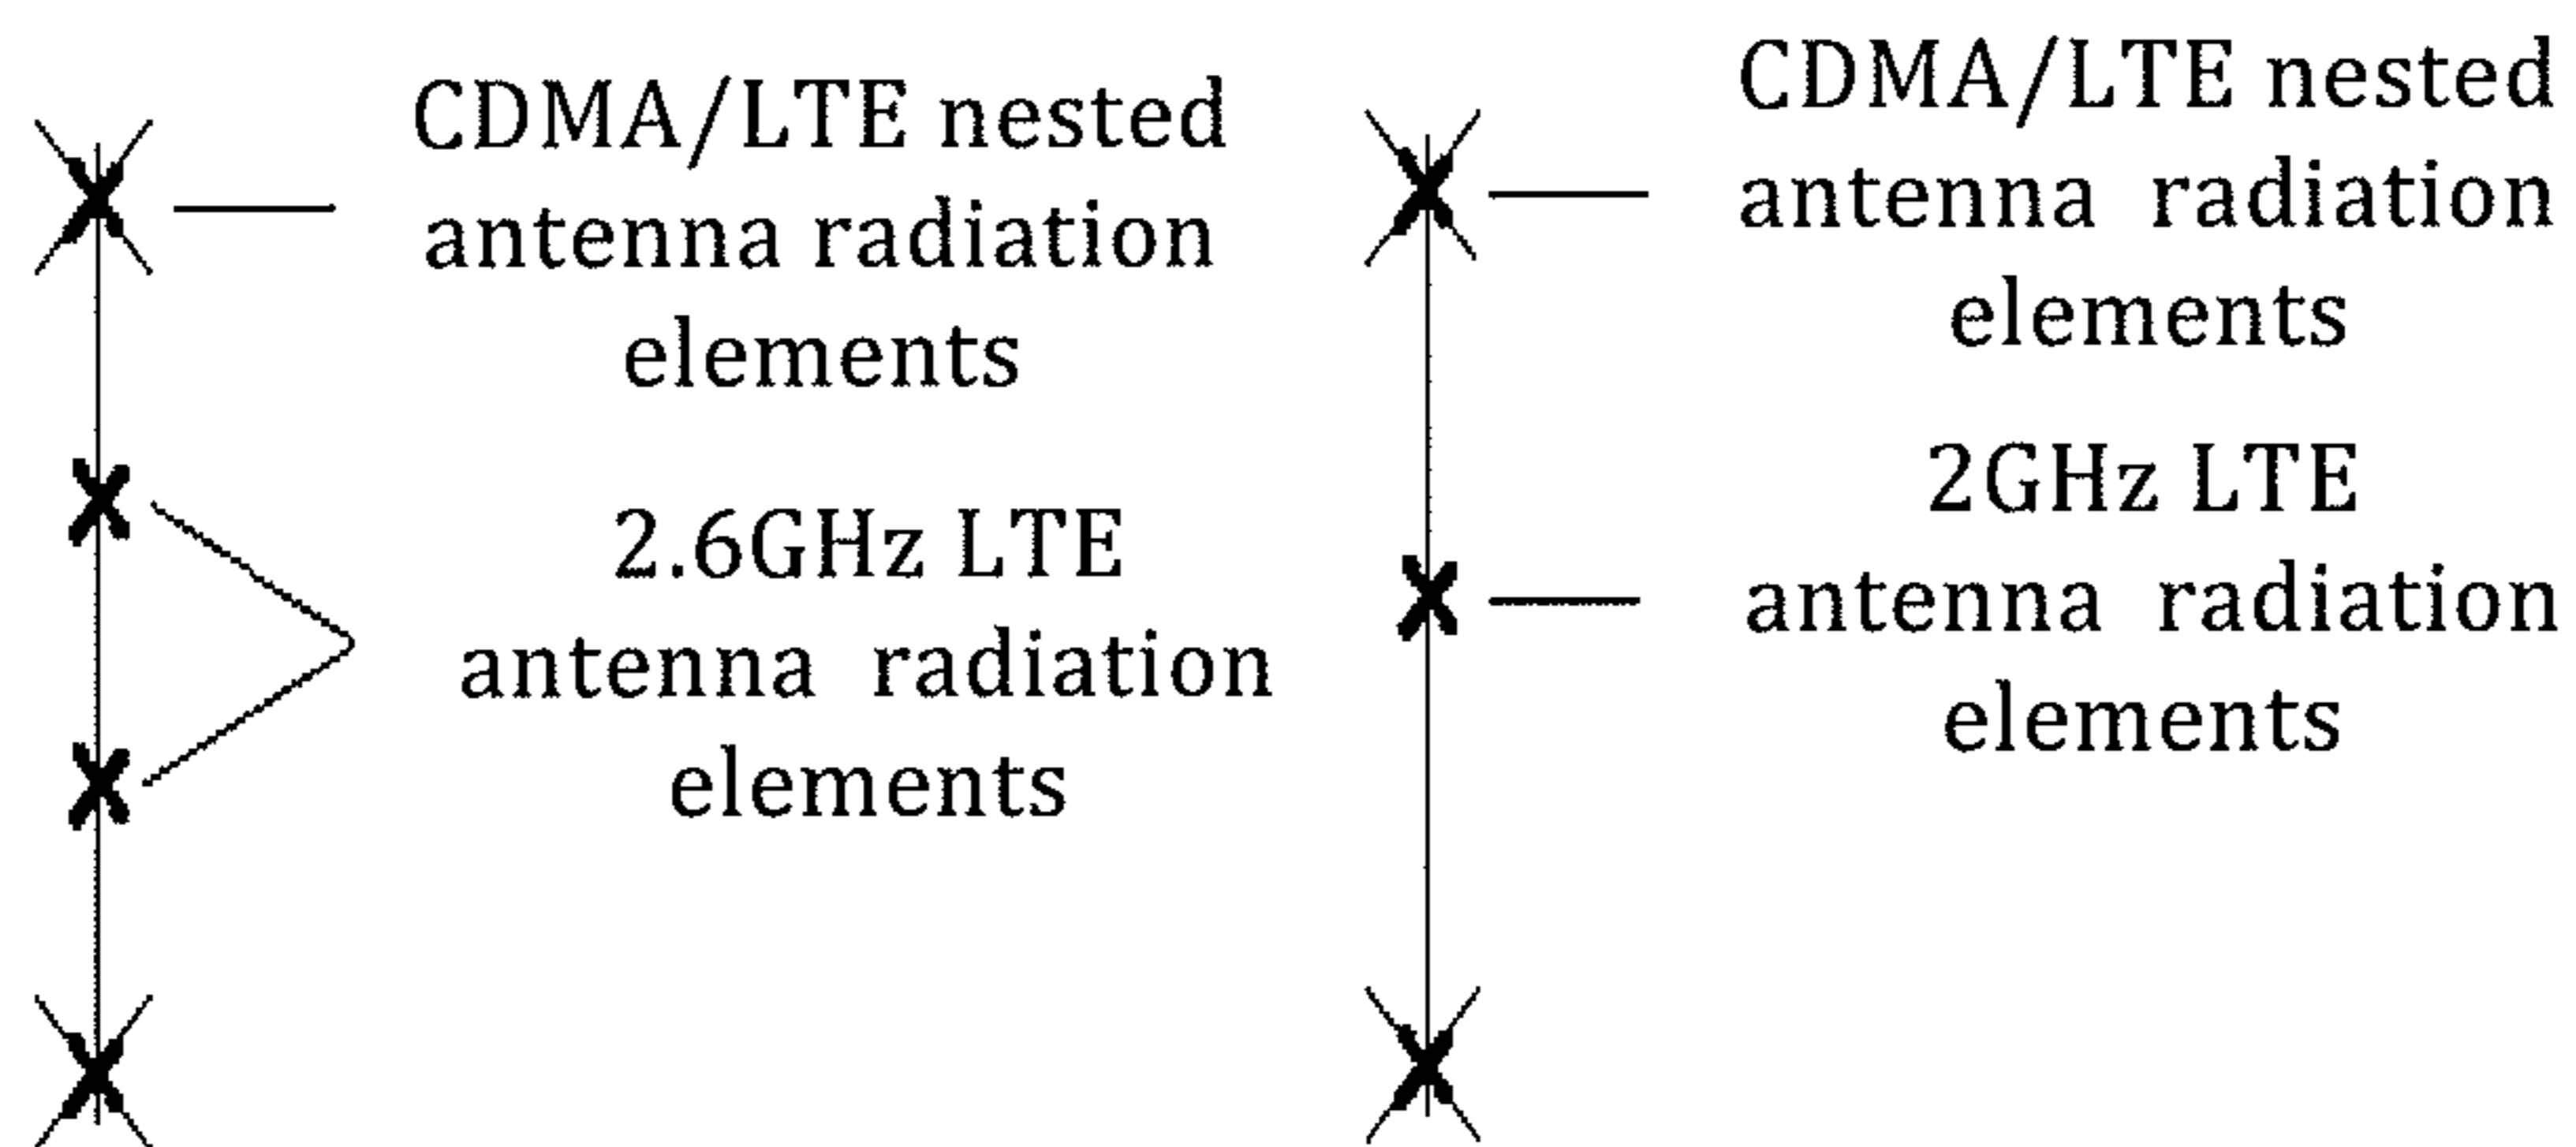 CDMA/LTE nested
antenna radiation
elements
2.6GHz LTE
antenna radiation
elements
CDMA/LTE nested
antenna radiation
elements
2GHz LTE
antenna radiation
elements